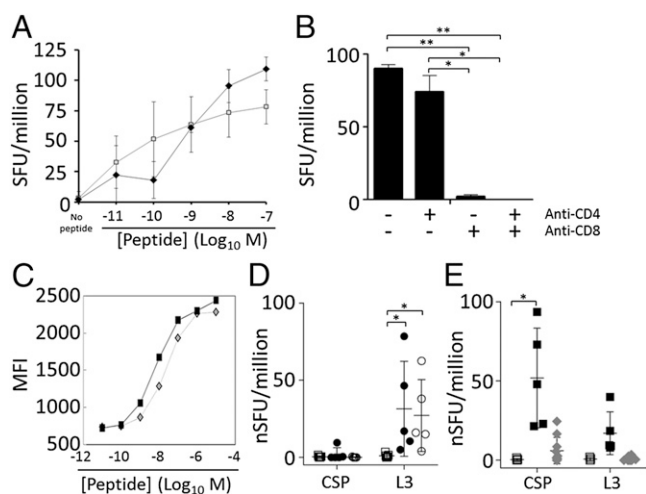 A
SFU/million
125
100
75
50
25
0
No peptide
-11 -10 -9 -8 -7
[Peptide] (Log10 M)
B
SFU/million
100
50
0
**
**
*
*
- + - + Anti-CD4
- - + + Anti-CD8
C
MFI
2500
2000
1500
1000
500
-10 -8 -6 -4
[Peptide] (Log10 M)
D
nSFU/million
100
50
0
*
*
CSP L3
E
nSFU/million
100
50
0
*
CSP L3